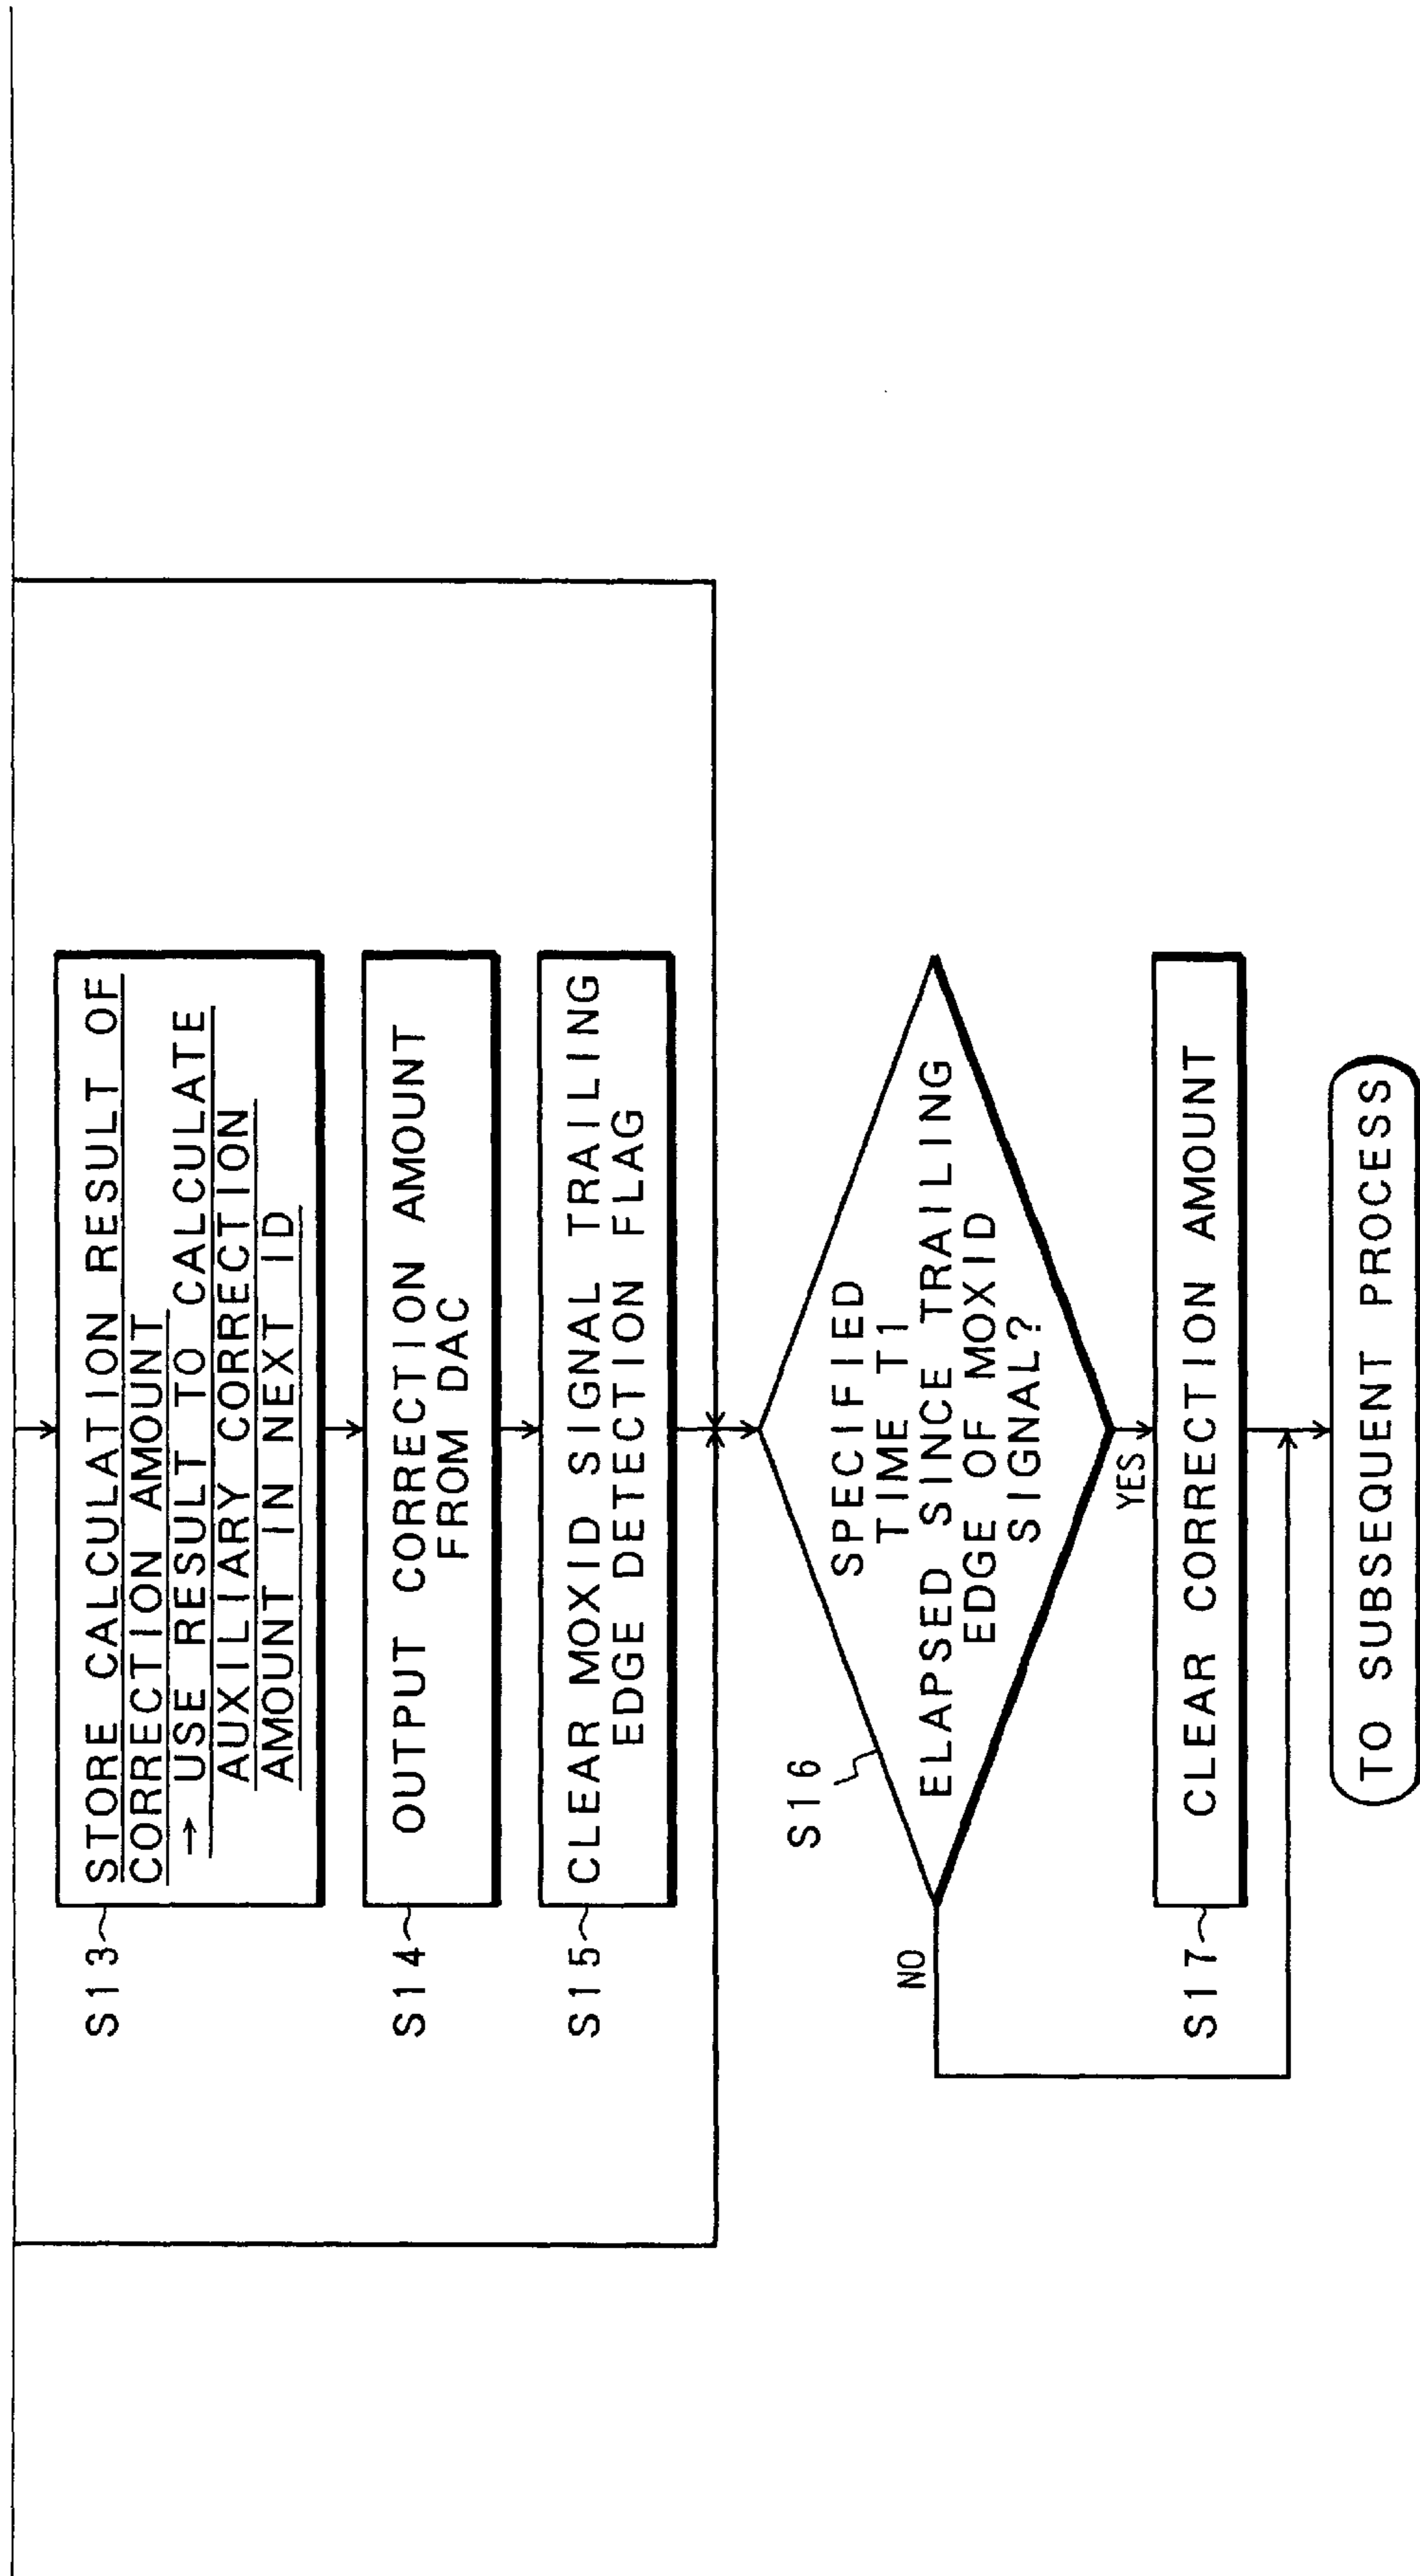 S13
STORE CALCULATION RESULT OF
CORRECTION AMOUNT
→ USE RESULT TO CALCULATE
AUXILIARY CORRECTION
AMOUNT IN NEXT ID
S14
OUTPUT CORRECTION AMOUNT
FROM DAC
S15
CLEAR MOXID SIGNAL TRAILING
EDGE DETECTION FLAG
S16
SPECIFIED
TIME T1
ELAPSED SINCE TRAILING
EDGE OF MOXID
SIGNAL?
NO
YES
S17
CLEAR CORRECTION AMOUNT
TO SUBSEQUENT PROCESS